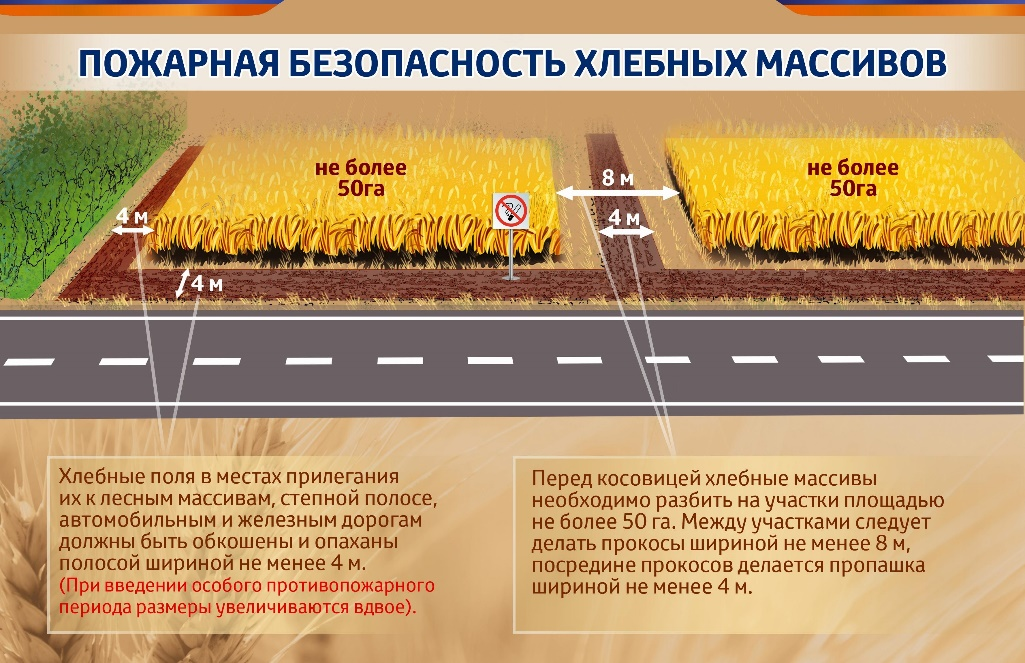 ПОЖАРНАЯ БЕЗОПАСНОСТЬ ХЛЕБНЫХ МАССИВОВ
не более
50га
не более
50га
8 м
4 м
4 м
4 м
Хлебные поля в местах прилегания
их к лесным массивам, степной полосе,
автомобильным и железным дорогам
должны быть обкошены и опаханы
полосой шириной не менее 4 м.
(При введении особого противопожарного
периода размеры увеличиваются вдвое).
Перед косовицей хлебные массивы
необходимо разбить на участки площадью
не более 50 га. Между участками следует
делать прокосы шириной не менее 8 м,
посредине прокосов делается пропашка
шириной не менее 4 м.